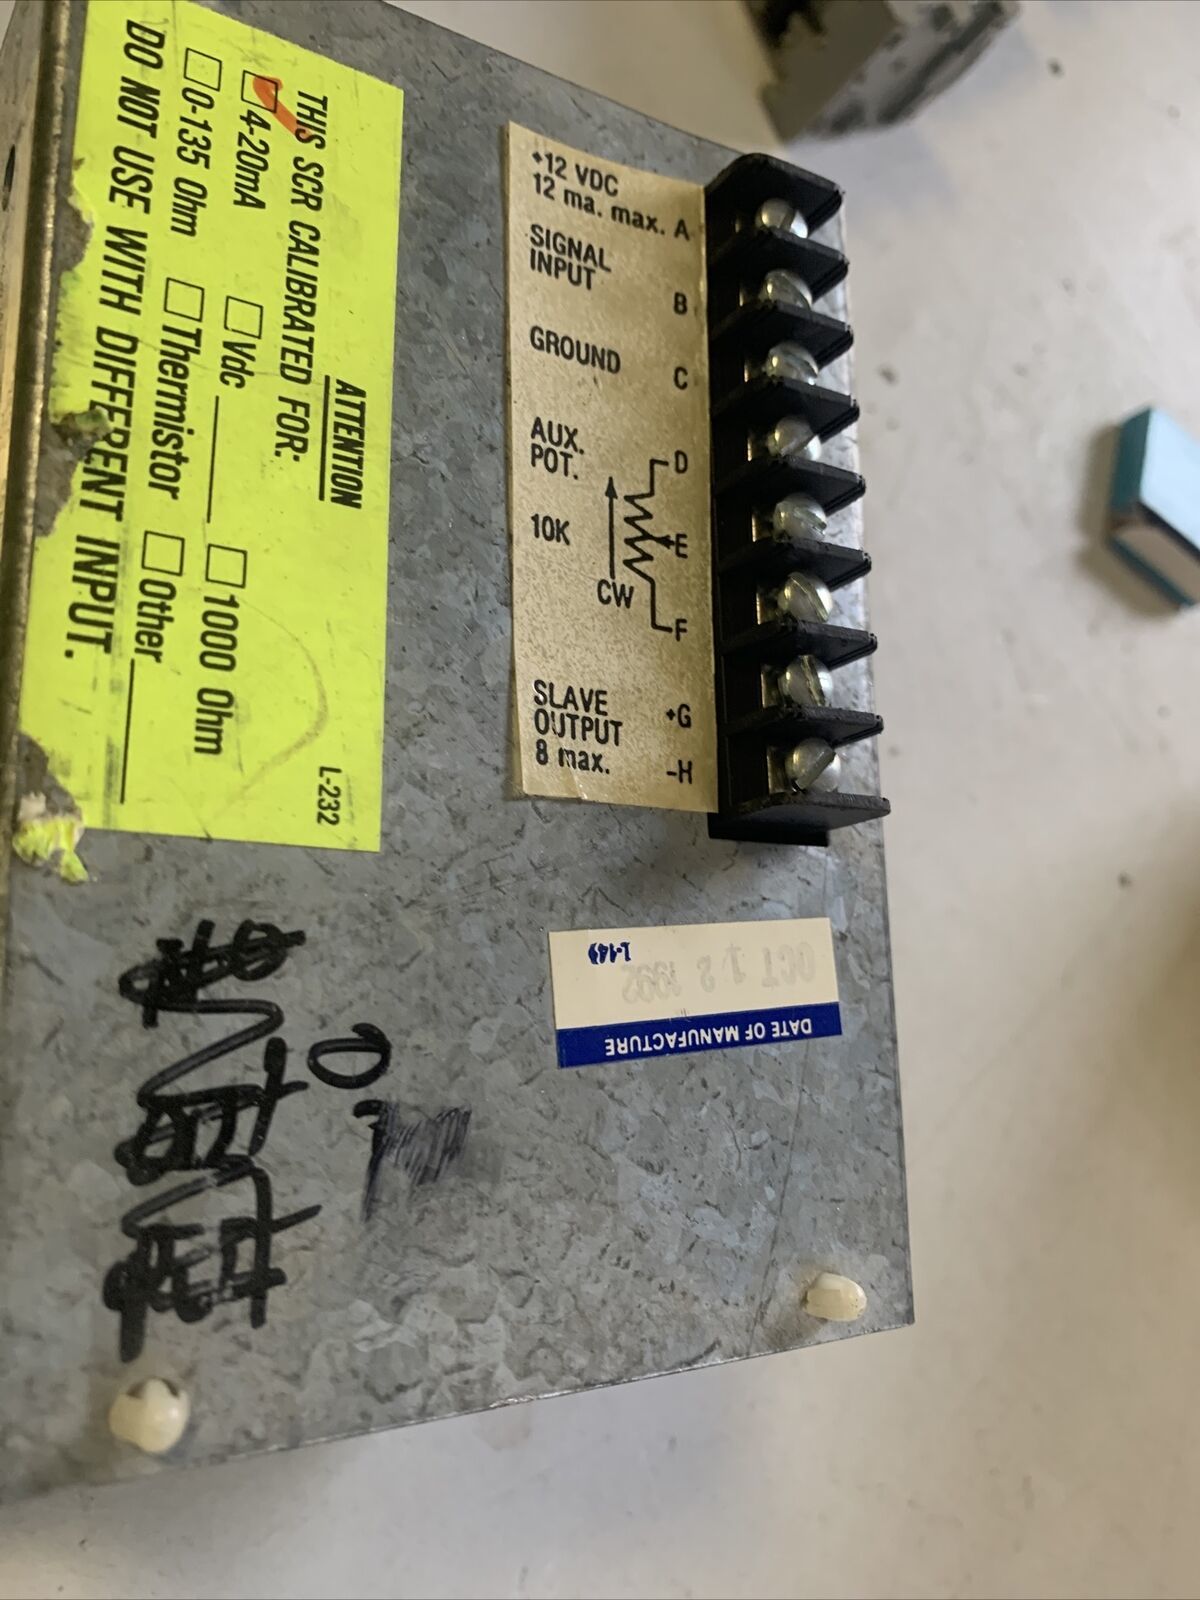 ATTENTION
THIS SCR CALIBRATED FOR:
4-20mA Vdc 1000 Ohm
0-135 Ohm Thermistor Other
DO NOT USE WITH DIFFERENT INPUT.
L-232
+12 VDC
12 ma. max. A
SIGNAL
INPUT B
GROUND C
AUX.
POT. D
10K E
CW
F
SLAVE +G
OUTPUT
8 max. -H
DATE OF MANUFACTURE
L-149